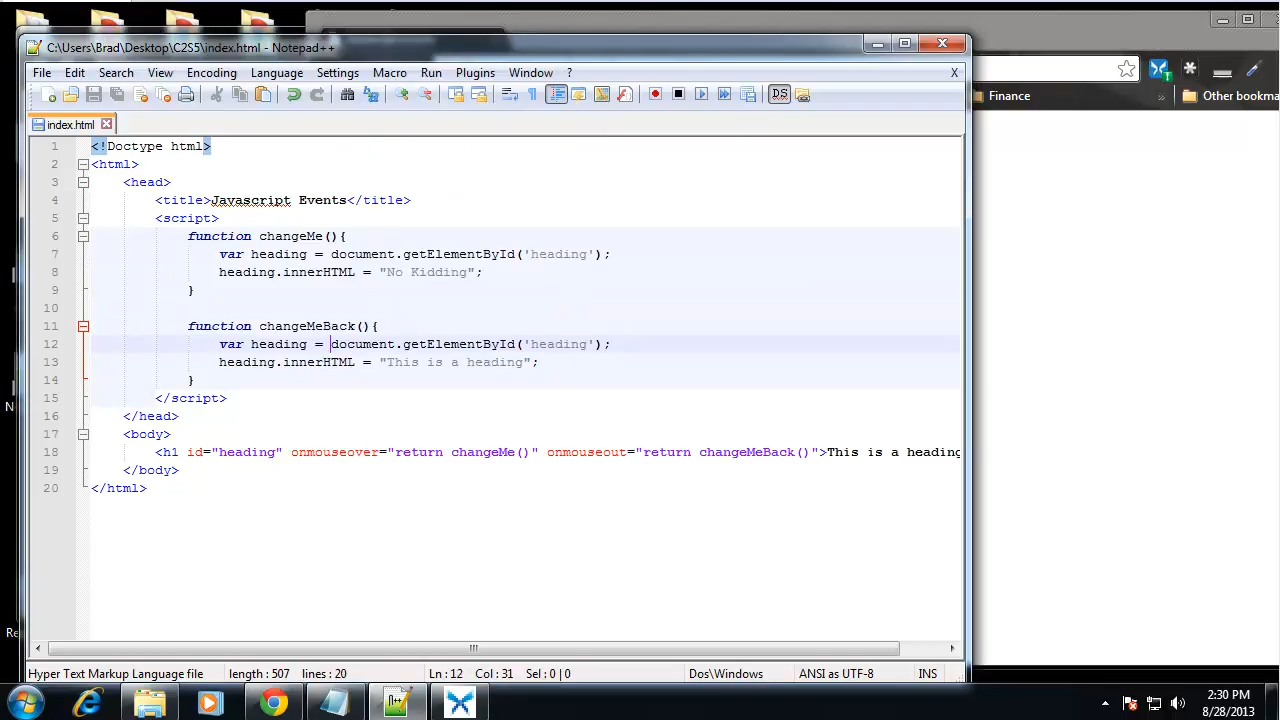 C:\Users\Brad\Desktop\C2S5\index.html - Notepad++
File Edit Search View Encoding Language Settings Macro Run Plugins Window ? X
Finance » Other bookma
index.html
1 <!Doctype html>
2 <html>
3 <head>
4 <title>Javascript Events</title>
5 <script>
6 function changeMe(){
7 var heading = document.getElementById('heading');
8 heading.innerHTML = "No Kidding";
9 }
10
11 function changeMeBack(){
12 var heading = document.getElementById('heading');
13 heading.innerHTML = "This is a heading";
14 }
15 </script>
16 </head>
17 <body>
18 <h1 id="heading" onmouseover="return changeMe()" onmouseout="return changeMeBack()">This is a heading
19 </body>
20 </html>
Hyper Text Markup Language file length : 507 lines : 20 Ln : 12 Col : 31 Sel : 0 | 0 Dos\Windows ANSI as UTF-8 INS
2:30 PM
8/28/2013